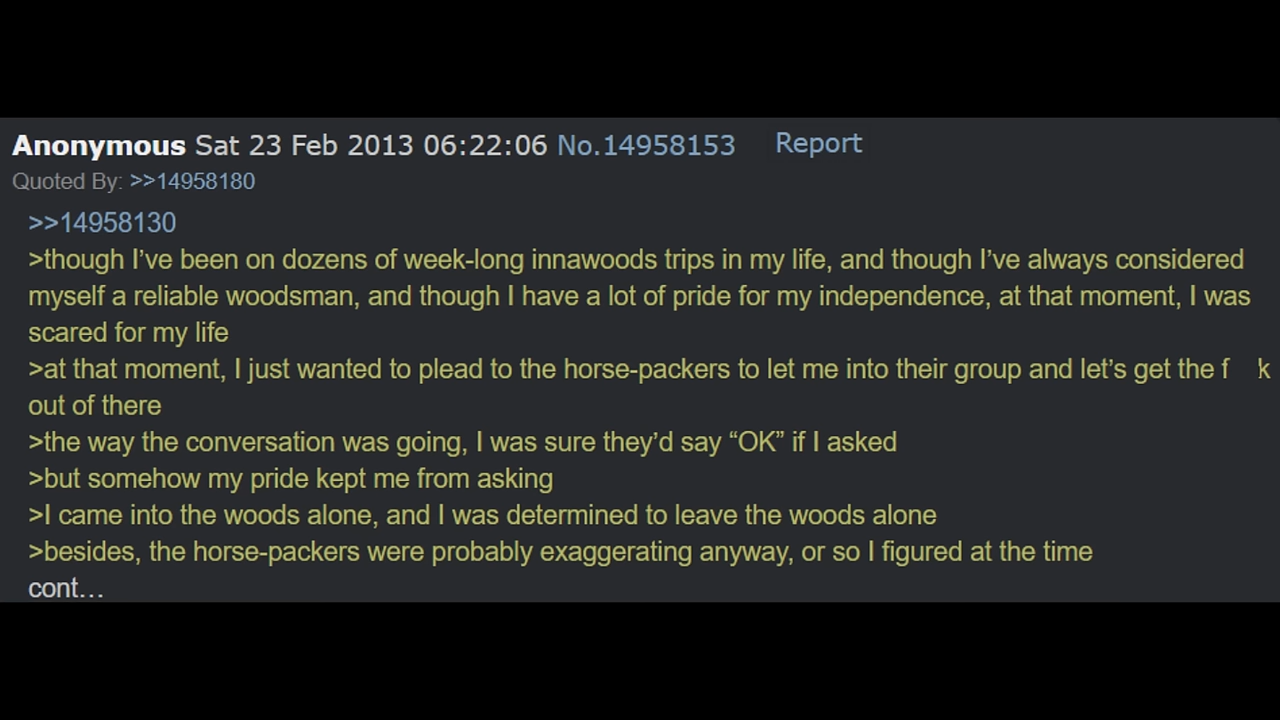 Anonymous Sat 23 Feb 2013 06:22:06 No.14958153 Report
Quoted By: >>14958180
>>14958130
>though I’ve been on dozens of week-long innawoods trips in my life, and though I’ve always considered
myself a reliable woodsman, and though I have a lot of pride for my independence, at that moment, I was
scared for my life
>at that moment, I just wanted to plead to the horse-packers to let me into their group and let’s get the f k
out of there
>the way the conversation was going, I was sure they’d say “OK” if I asked
>but somehow my pride kept me from asking
>I came into the woods alone, and I was determined to leave the woods alone
>besides, the horse-packers were probably exaggerating anyway, or so I figured at the time
cont…